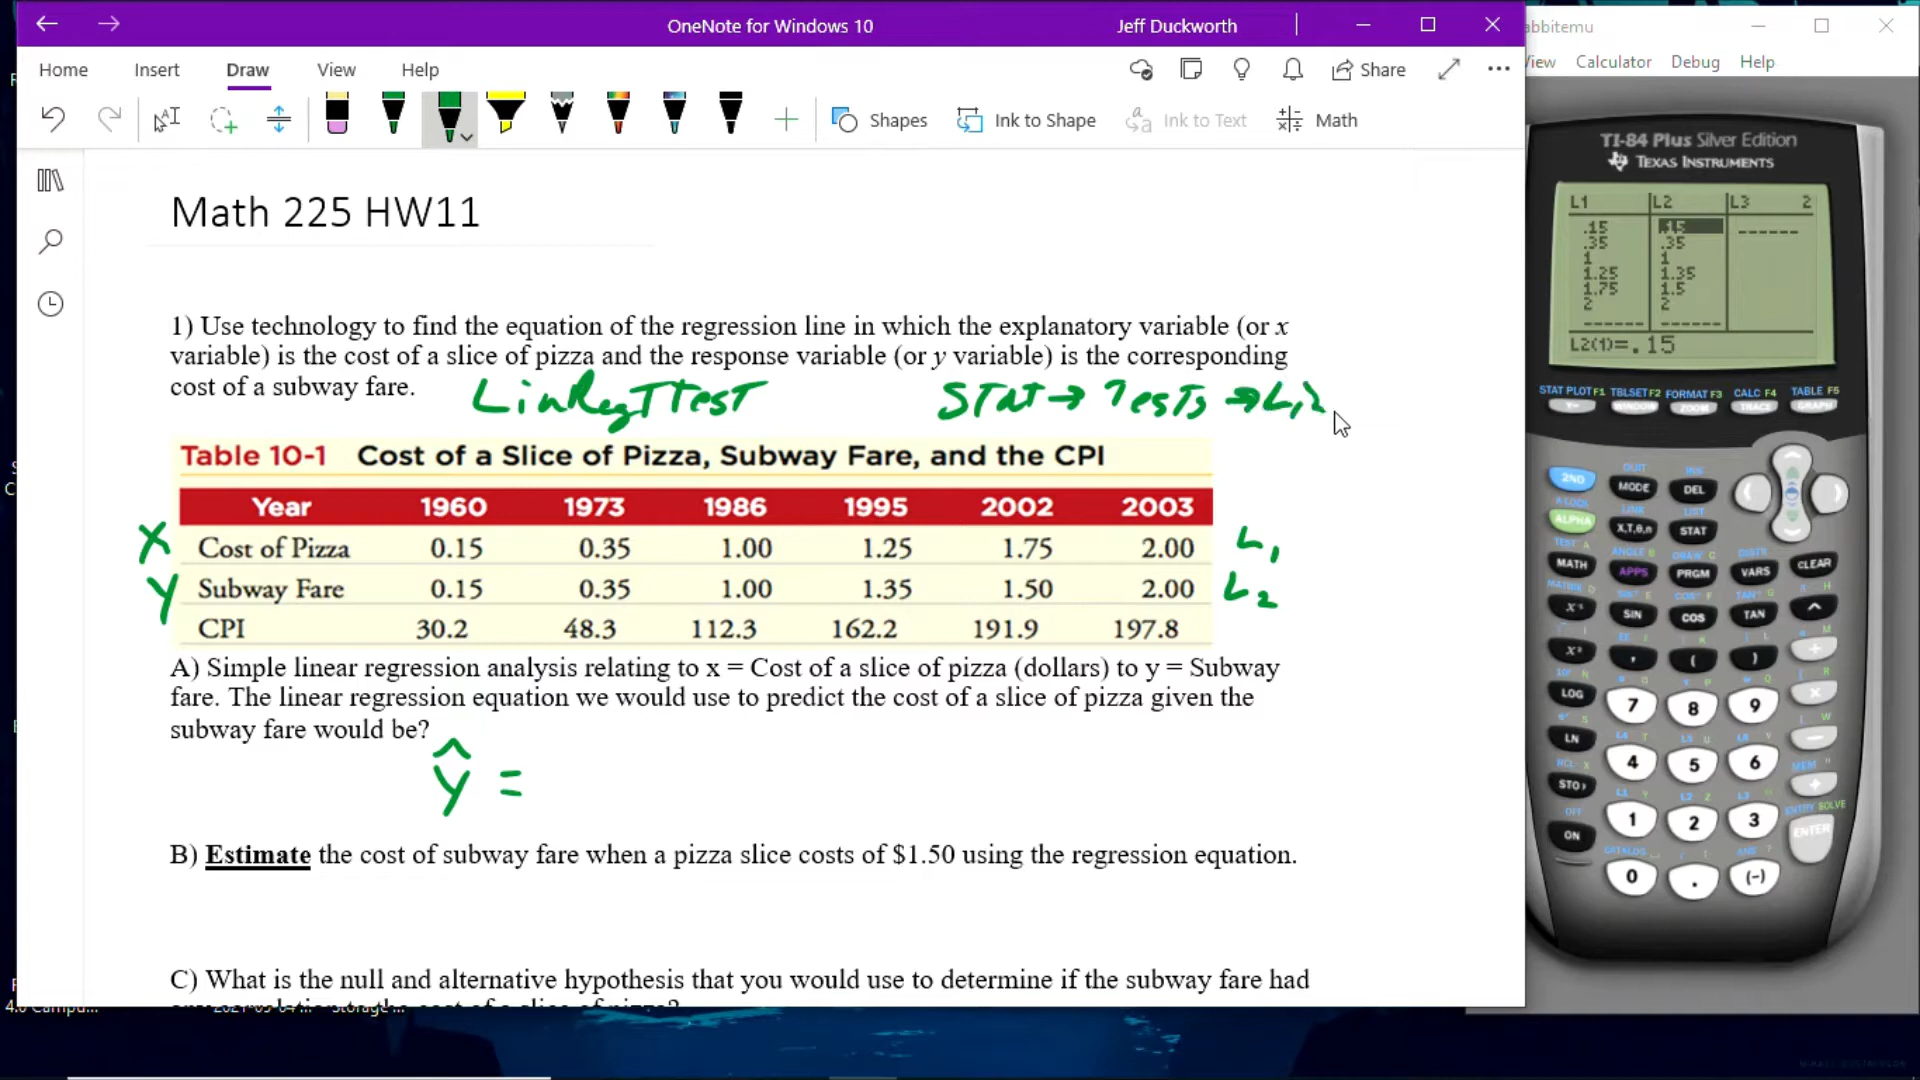 OneNote for Windows 10
Jeff Duckworth
Home Insert Draw View Help
Share
Shapes Ink to Shape Ink to Text Math
Math 225 HW11
1) Use technology to find the equation of the regression line in which the explanatory variable (or x
variable) is the cost of a slice of pizza and the response variable (or y variable) is the corresponding
cost of a subway fare.
LinRegTTest STAT → Tests → Lin
Table 10-1 Cost of a Slice of Pizza, Subway Fare, and the CPI
Year 1960 1973 1986 1995 2002 2003
X Cost of Pizza 0.15 0.35 1.00 1.25 1.75 2.00 L1
Y Subway Fare 0.15 0.35 1.00 1.35 1.50 2.00 L2
CPI 30.2 48.3 112.3 162.2 191.9 197.8
A) Simple linear regression analysis relating to x = Cost of a slice of pizza (dollars) to y = Subway
fare. The linear regression equation we would use to predict the cost of a slice of pizza given the
subway fare would be?
ŷ =
B) Estimate the cost of subway fare when a pizza slice costs of $1.50 using the regression equation.
C) What is the null and alternative hypothesis that you would use to determine if the subway fare had
abbitemu
View Calculator Debug Help
TI-84 Plus Silver Edition
TEXAS INSTRUMENTS
L1 L2 L3 2
.15 .15
.35 .35
1 1
1.25 1.35
1.75 1.5
2 2
L2(1)=.15
STAT PLOT F1 TBLSET F2 FORMAT F3 CALC F4 TABLE F5
Y= WINDOW ZOOM TRACE GRAPH
2ND MODE DEL
ALPHA X,T,θ,n STAT
MATH APPS PRGM VARS CLEAR
SIN COS TAN ^
, ( )
LOG 7 8 9 ×
LN 4 5 6 −
STO› 1 2 3 +
ON 0 . (-) ENTER